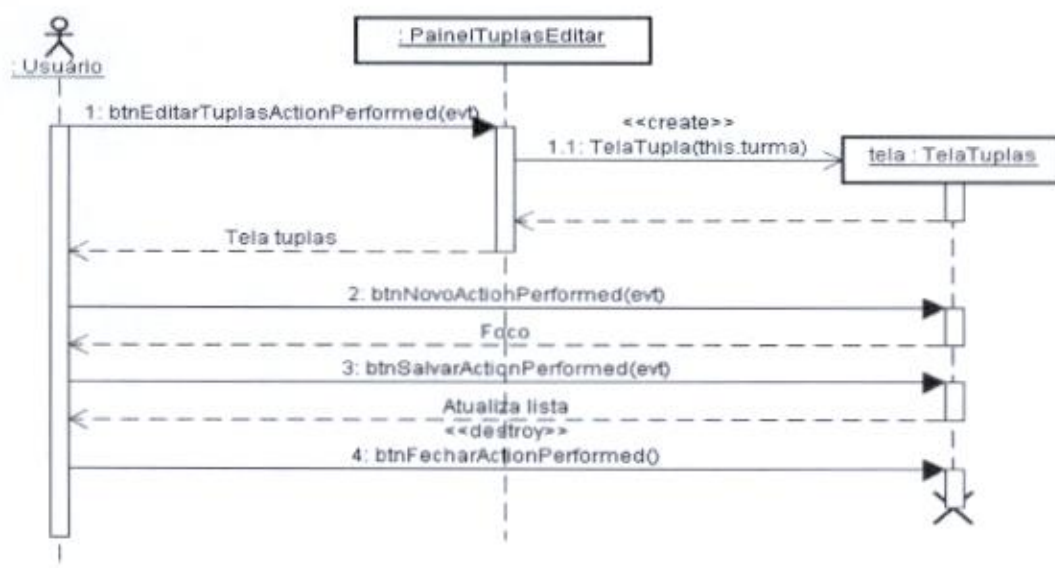 : PainelTuplasEditar
: Usuário
1: btnEditarTuplasActionPerformed(evt)
<<create>>
1.1: TelaTupla(this.turma)
tela : TelaTuplas
Tela tuplas
2: btnNovoActionPerformed(evt)
Foco
3: btnSalvarActionPerformed(evt)
Atualiza lista
<<destroy>>
4: btnFecharActionPerformed()